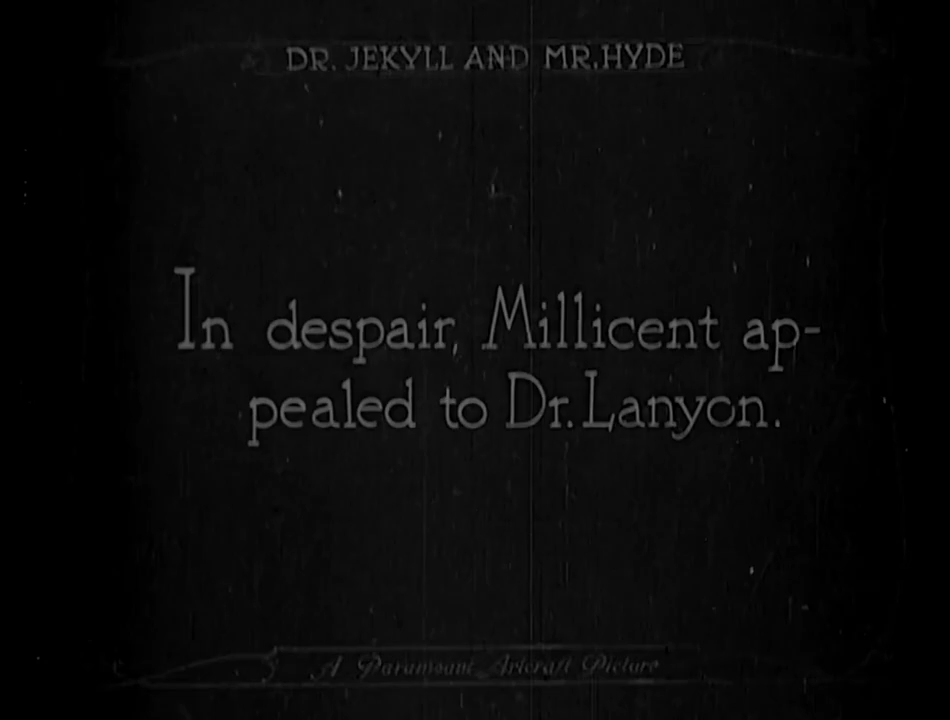 DR. JEKYLL AND MR. HYDE
In despair, Millicent ap-
pealed to Dr. Lanyon.
A Paramount Artcraft Picture